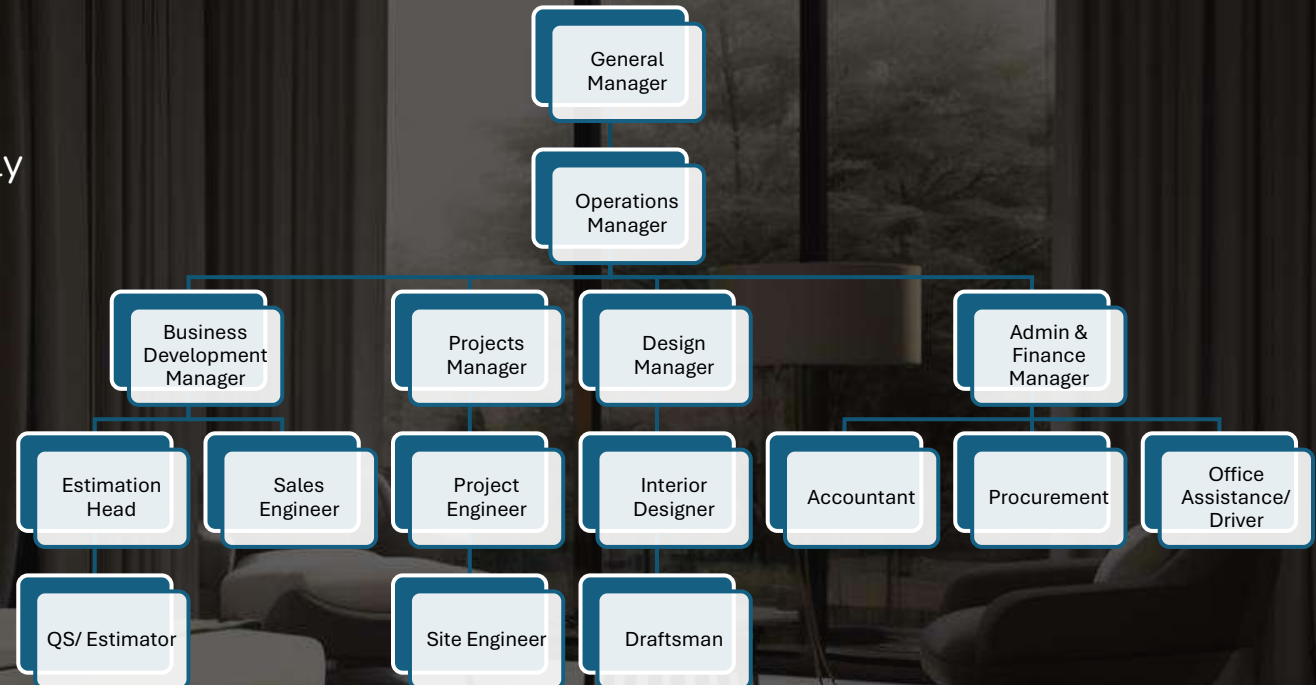 General
Manager
Operations
Manager
Business
Development
Manager
Projects
Manager
Design
Manager
Admin &
Finance
Manager
Estimation
Head
Sales
Engineer
Project
Engineer
Interior
Designer
Accountant
Procurement
Office
Assistance/
Driver
QS/ Estimator
Site Engineer
Draftsman